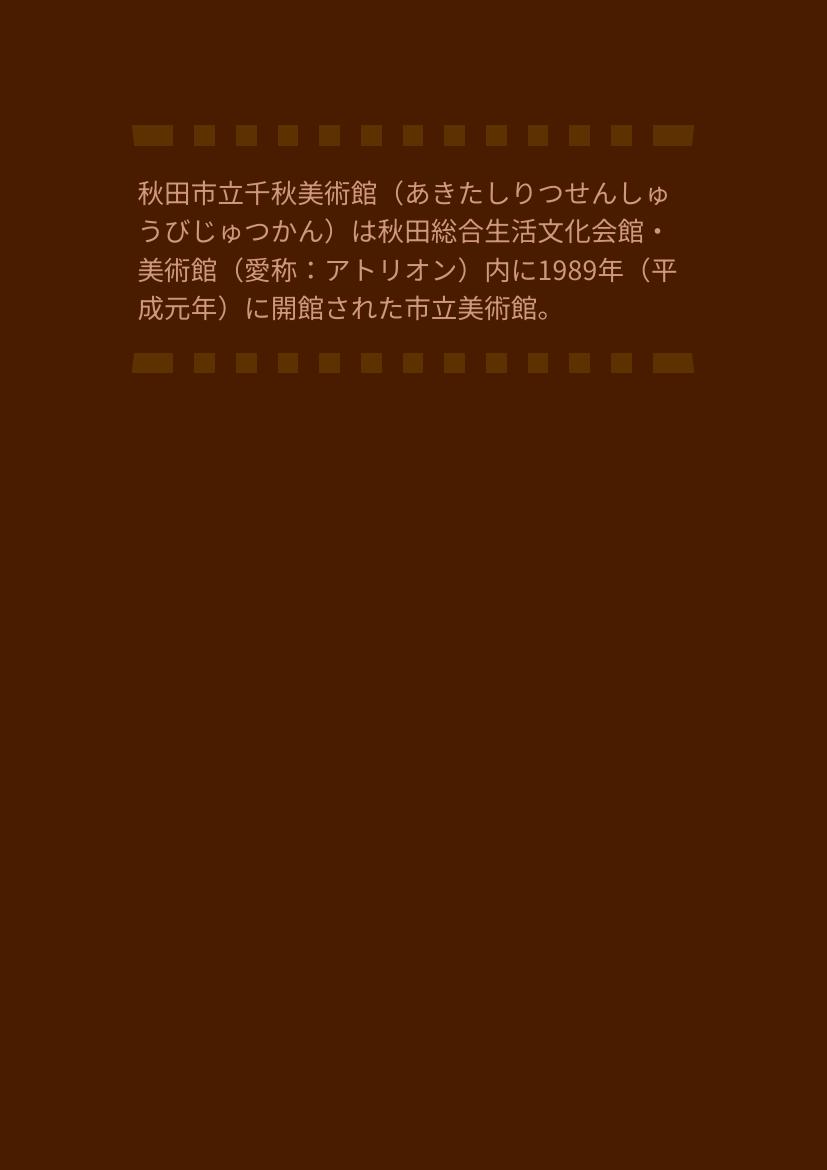 秋田市立千秋美術館（あきたしりつせんしゅ
うびじゅつかん）は秋田総合生活文化会館・
美術館（愛称：アトリオン）内に1989年（平
成元年）に開館された市立美術館。